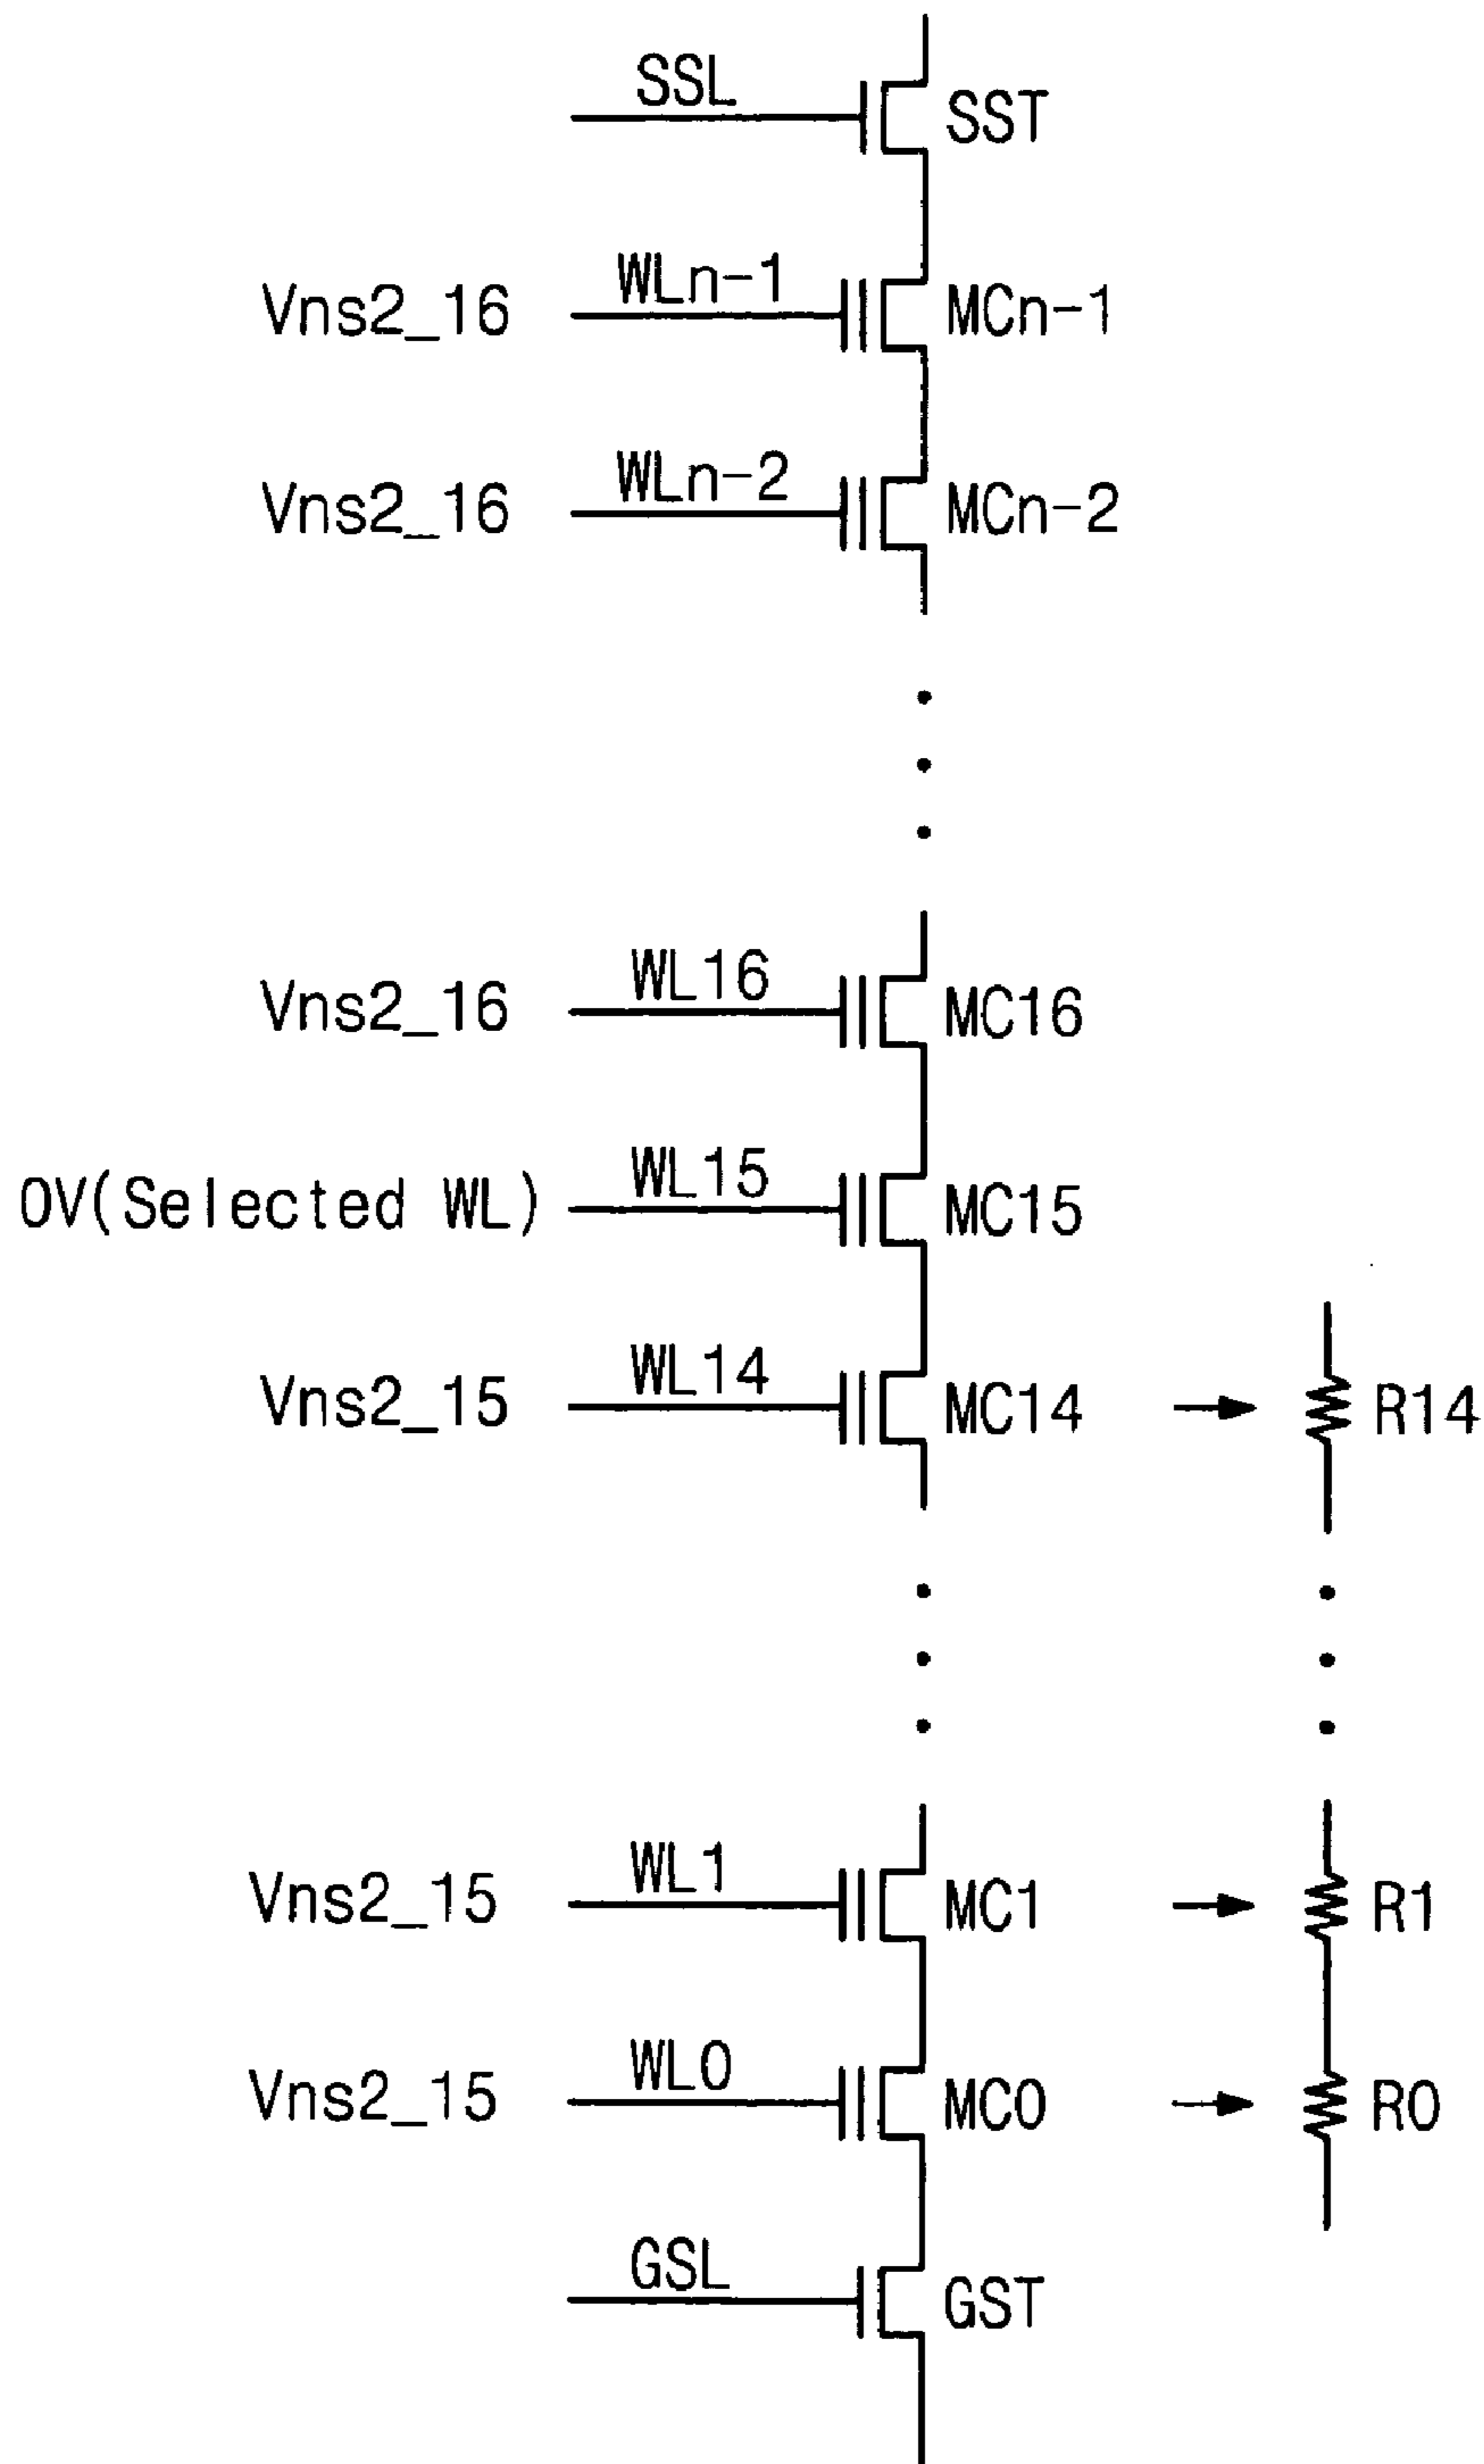 SSL
SST
Vns2_16 WLn-1 MCn-1
Vns2_16 WLn-2 MCn-2
Vns2_16 WL16 MC16
0V(Selected WL) WL15 MC15
Vns2_15 WL14 MC14 R14
Vns2_15 WL1 MC1 R1
Vns2_15 WL0 MC0 R0
GSL
GST